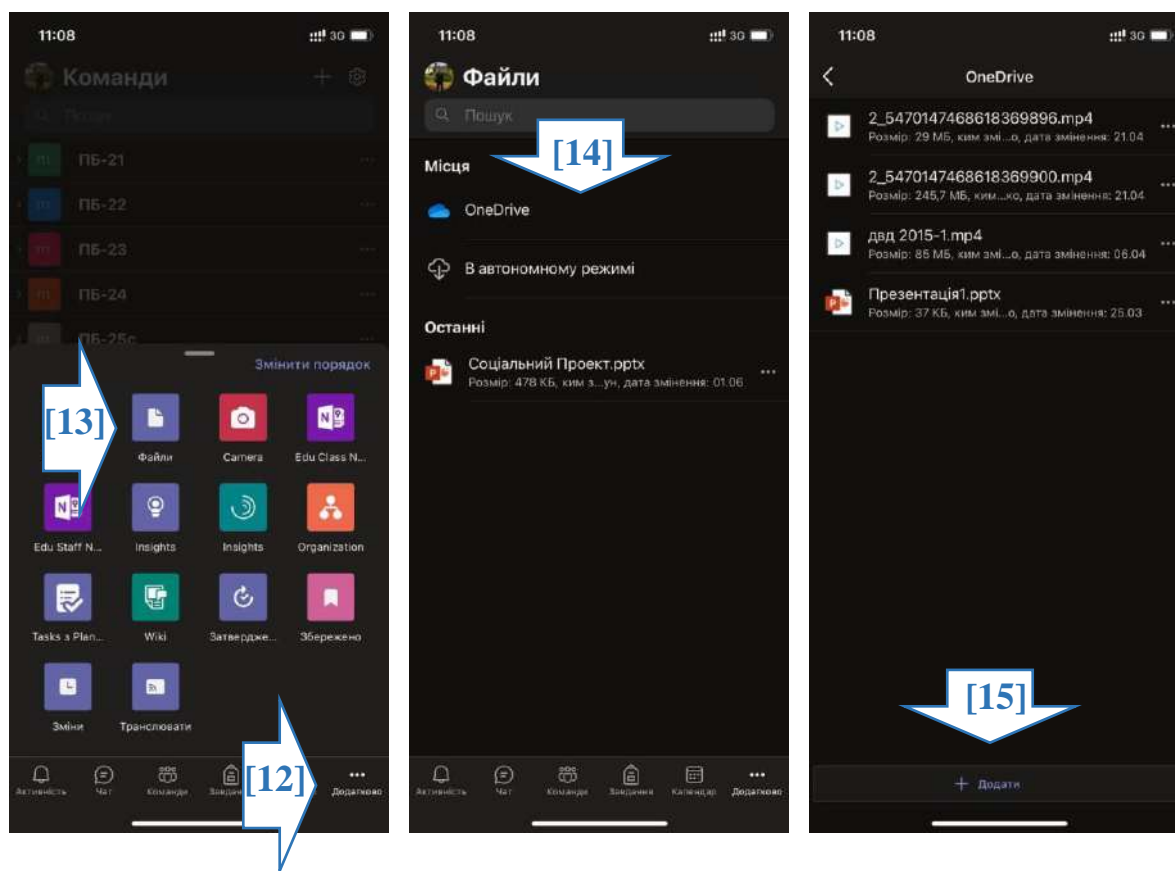 11:08
3G
Команди
ПБ-21
ПБ-22
ПБ-23
ПБ-24
ПБ-25с
Змінити порядок
[13]
Файли
Camera
Edu Class N...
Edu Staff N...
Insights
Insights
Organization
Tasks з Plan...
Wiki
Затвердже...
Збережено
Зміни
Транслювати
[12]
Активність
Чат
Команди
Додатково
11:08
3G
Файли
Пошук
[14]
Місця
OneDrive
В автономному режимі
Останні
Соціальний Проект.pptx
Розмір: 478 КБ, ким з...ун, дата змінення: 01.06
Активність
Чат
Команди
Завдання
Календар
Додатково
11:08
3G
OneDrive
2_5470147468618369896.mp4
Розмір: 29 МБ, ким змі...о, дата змінення: 21.04
2_5470147468618369900.mp4
Розмір: 245,7 МБ, ким...ко, дата змінення: 21.04
двд 2015-1.mp4
Розмір: 85 МБ, ким змі...о, дата змінення: 06.04
Презентація1.pptx
Розмір: 37 КБ, ким змі...о, дата змінення: 25.03
[15]
+ Додати